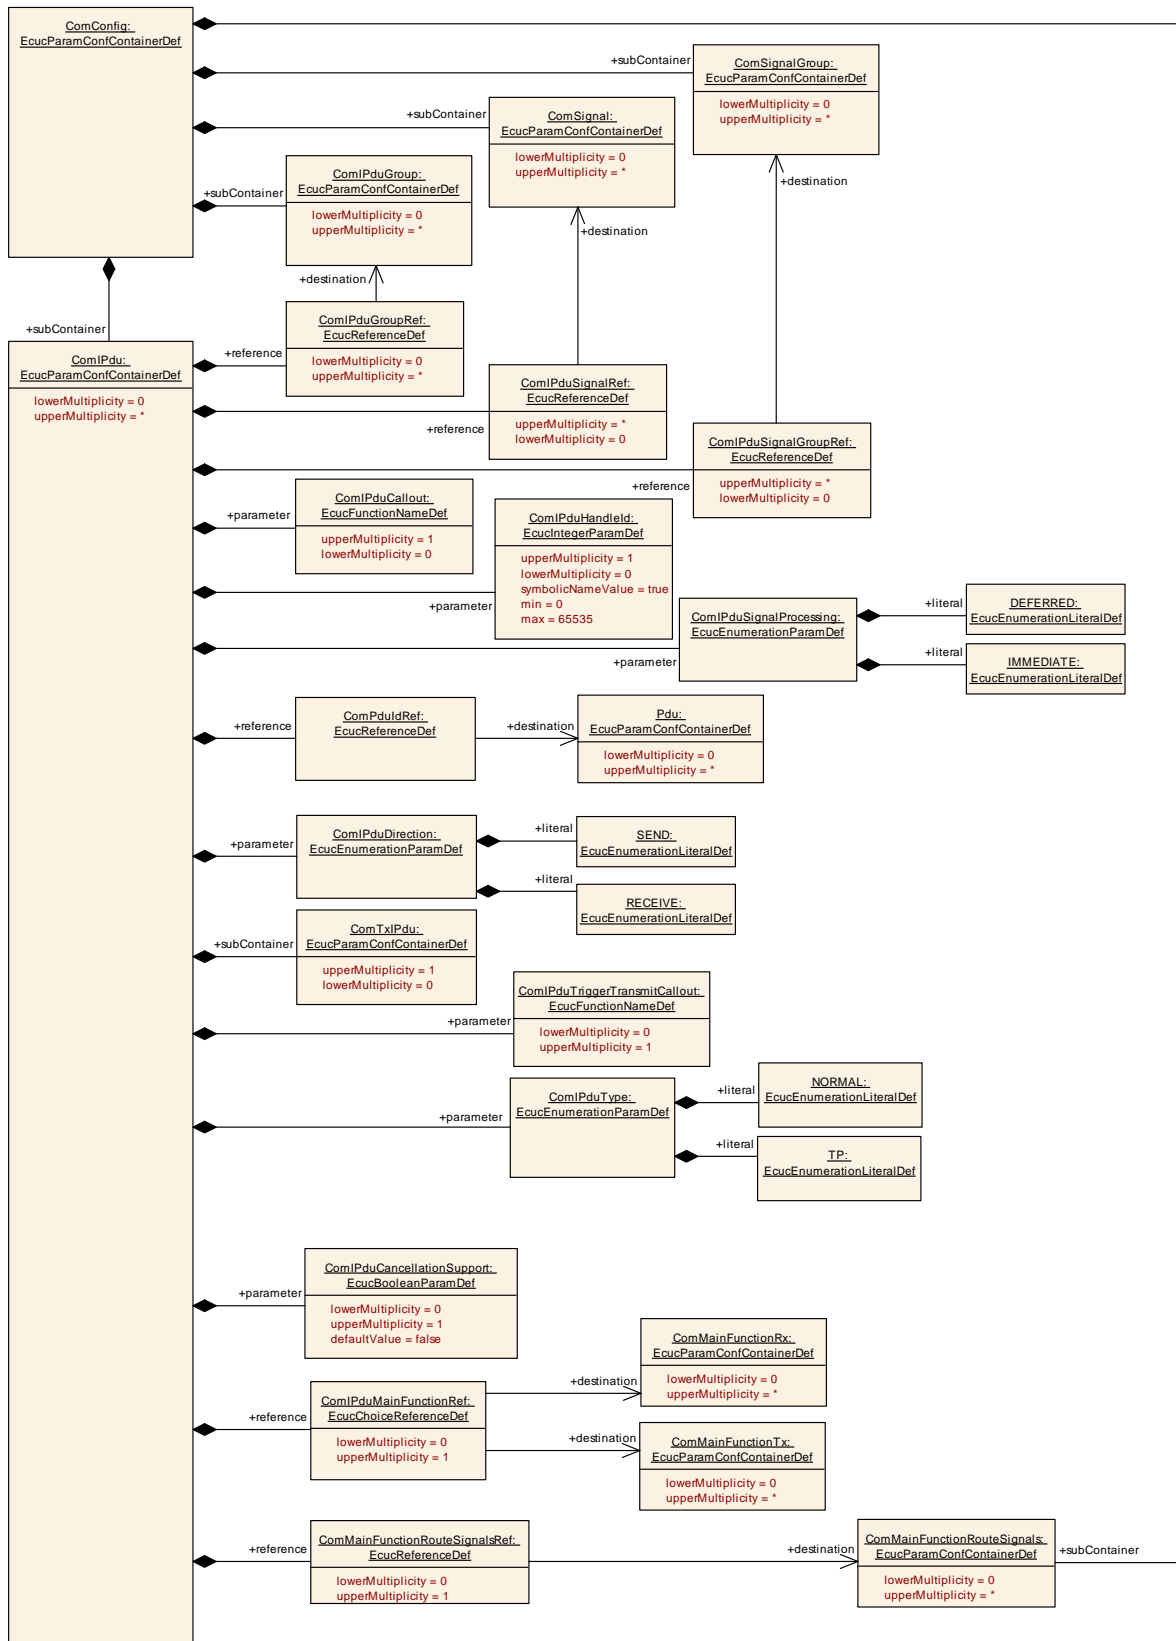 ComConfig:
EcucParamConfContainerDef
+subContainer
ComSignalGroup:
EcucParamConfContainerDef
lowerMultiplicity = 0
upperMultiplicity = *
+subContainer
ComSignal:
EcucParamConfContainerDef
lowerMultiplicity = 0
upperMultiplicity = *
+destination
+subContainer
ComIPduGroup:
EcucParamConfContainerDef
lowerMultiplicity = 0
upperMultiplicity = *
+destination
+destination
+subContainer
ComIPdu:
EcucParamConfContainerDef
lowerMultiplicity = 0
upperMultiplicity = *
+reference
ComIPduGroupRef:
EcucReferenceDef
lowerMultiplicity = 0
upperMultiplicity = *
+reference
ComIPduSignalRef:
EcucReferenceDef
upperMultiplicity = *
lowerMultiplicity = 0
+reference
ComIPduSignalGroupRef:
EcucReferenceDef
upperMultiplicity = *
lowerMultiplicity = 0
+parameter
ComIPduCallout:
EcucFunctionNameDef
upperMultiplicity = 1
lowerMultiplicity = 0
+parameter
ComIPduHandleId:
EcucIntegerParamDef
upperMultiplicity = 1
lowerMultiplicity = 0
symbolicNameValue = true
min = 0
max = 65535
+parameter
ComIPduSignalProcessing:
EcucEnumerationParamDef
+literal
DEFERRED:
EcucEnumerationLiteralDef
+literal
IMMEDIATE:
EcucEnumerationLiteralDef
+reference
ComPduIdRef:
EcucReferenceDef
+destination
Pdu:
EcucParamConfContainerDef
lowerMultiplicity = 0
upperMultiplicity = *
+parameter
ComIPduDirection:
EcucEnumerationParamDef
+literal
SEND:
EcucEnumerationLiteralDef
+literal
RECEIVE:
EcucEnumerationLiteralDef
+subContainer
ComTxIPdu:
EcucParamConfContainerDef
upperMultiplicity = 1
lowerMultiplicity = 0
+parameter
ComIPduTriggerTransmitCallout:
EcucFunctionNameDef
lowerMultiplicity = 0
upperMultiplicity = 1
+parameter
ComIPduType:
EcucEnumerationParamDef
+literal
NORMAL:
EcucEnumerationLiteralDef
+literal
TP:
EcucEnumerationLiteralDef
+parameter
ComIPduCancellationSupport:
EcucBooleanParamDef
lowerMultiplicity = 0
upperMultiplicity = 1
defaultValue = false
+reference
ComIPduMainFunctionRef:
EcucChoiceReferenceDef
lowerMultiplicity = 0
upperMultiplicity = 1
+destination
ComMainFunctionRx:
EcucParamConfContainerDef
lowerMultiplicity = 0
upperMultiplicity = *
+destination
ComMainFunctionTx:
EcucParamConfContainerDef
lowerMultiplicity = 0
upperMultiplicity = *
+reference
ComMainFunctionRouteSignalsRef:
EcucReferenceDef
lowerMultiplicity = 0
upperMultiplicity = 1
+destination
ComMainFunctionRouteSignals:
EcucParamConfContainerDef
lowerMultiplicity = 0
upperMultiplicity = *
+subContainer